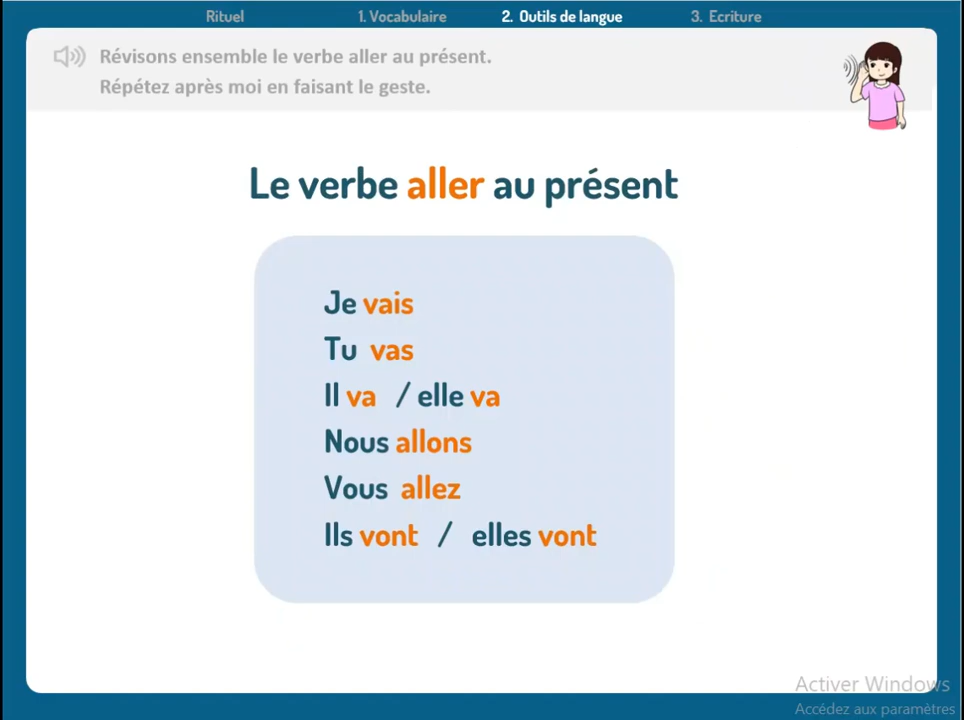 Rituel 1. Vocabulaire 2. Outils de langue 3. Ecriture
Révisons ensemble le verbe aller au présent.
Répétez après moi en faisant le geste.
Le verbe aller au présent
Je vais
Tu vas
Il va / elle va
Nous allons
Vous allez
Ils vont / elles vont
Activer Windows
Accédez aux paramètres